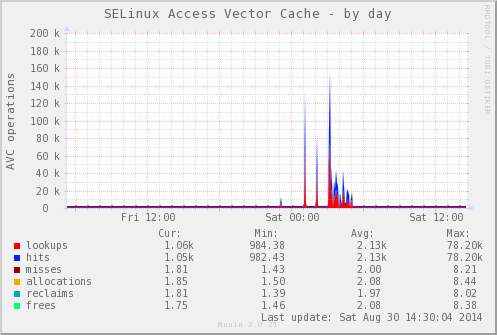 SELinux Access Vector Cache - by day
RRDTOOL / TOBI OETIKER
AVC operations
200 k
180 k
160 k
140 k
120 k
100 k
80 k
60 k
40 k
20 k
0
Fri 12:00 Sat 00:00 Sat 12:00
Cur: Min: Avg: Max:
lookups 1.06k 984.38 2.13k 78.20k
hits 1.05k 982.43 2.13k 78.20k
misses 1.81 1.43 2.00 8.21
allocations 1.85 1.50 2.08 8.44
reclaims 1.81 1.39 1.97 8.02
frees 1.75 1.46 2.08 8.38
Last update: Sat Aug 30 14:30:04 2014
Munin 2.0.21